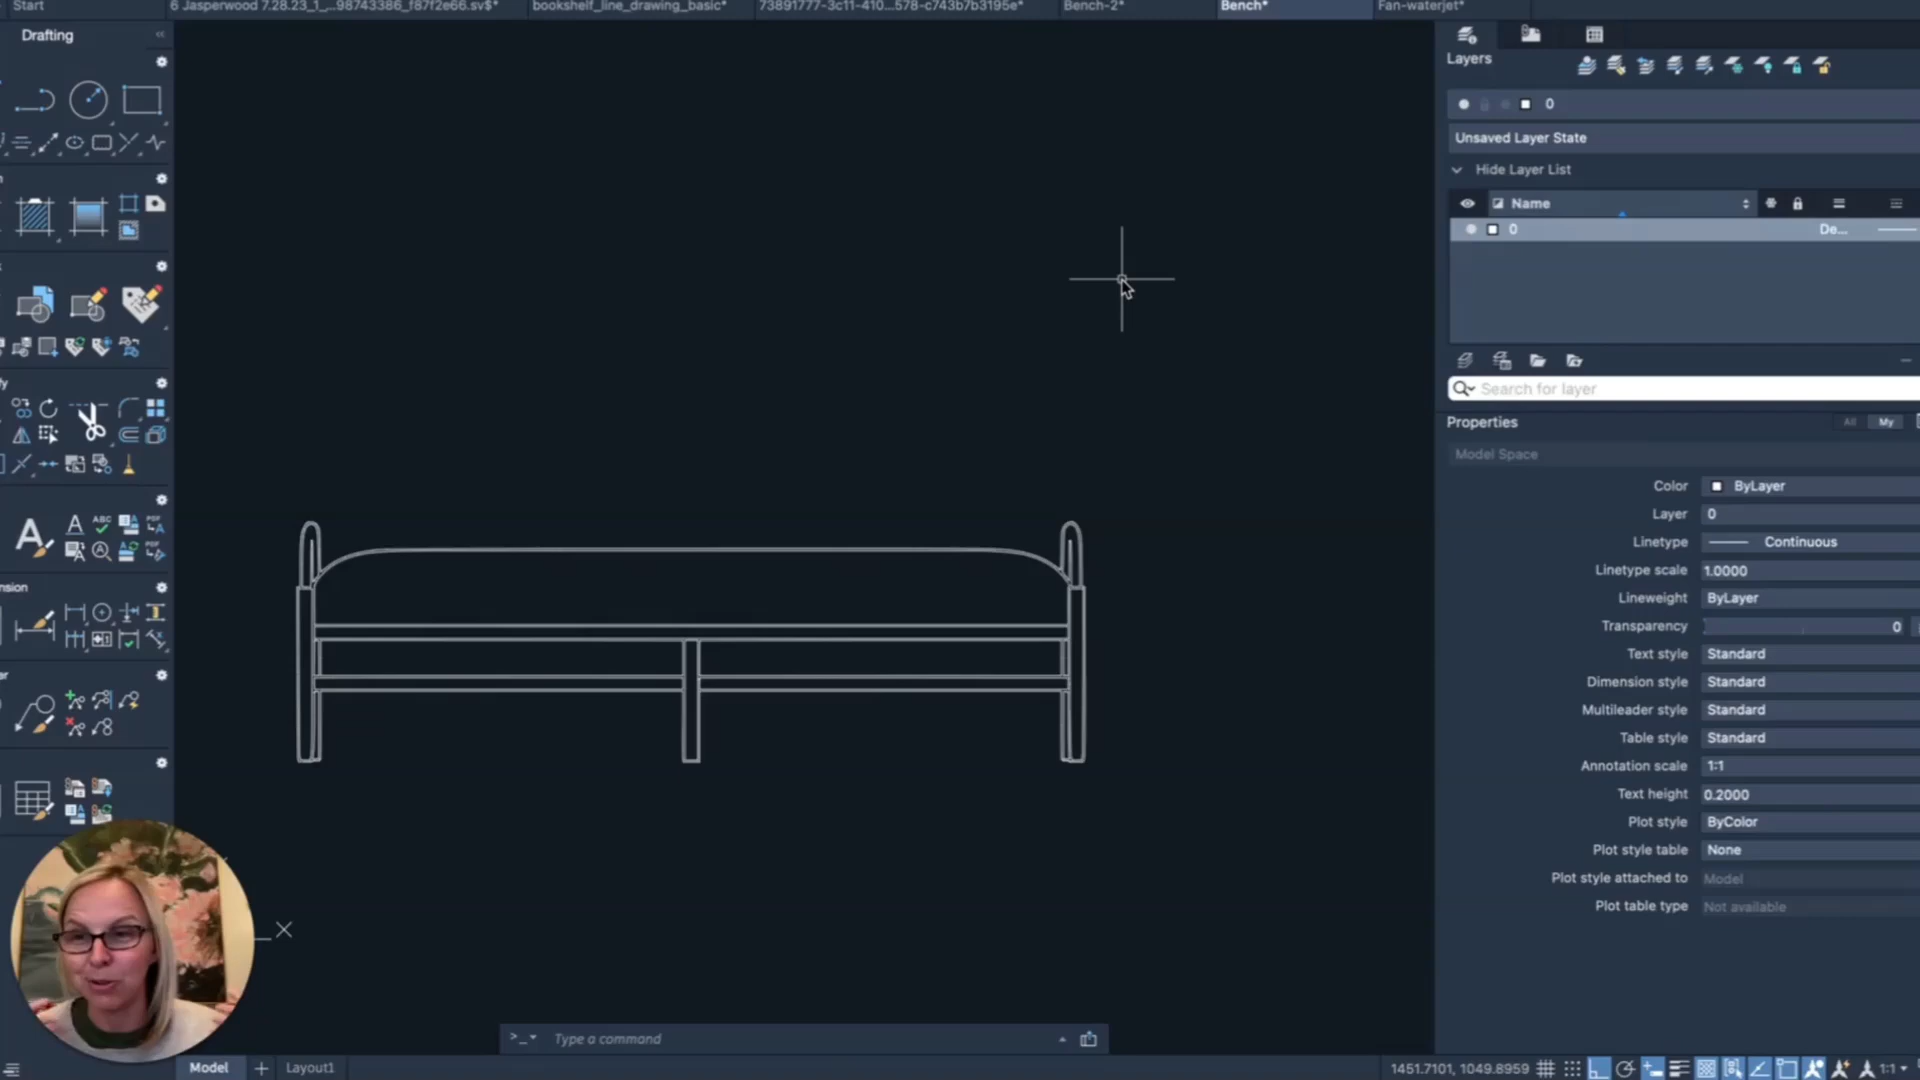 Start
6 Jasperwood 7.28.23_1_...98743386_f87f2e66.sv$*
bookshelf_line_drawing_basic*
73891777-3c11-410...578-c743b7b3195e*
Bench-2*
Bench*
Fan-waterjet*
Drafting
Layers
0
Unsaved Layer State
Hide Layer List
Name
0 De...
Search for layer
Properties
All My
Model Space
Color ByLayer
Layer 0
Linetype Continuous
Linetype scale 1.0000
Lineweight ByLayer
Transparency 0
Text style Standard
Dimension style Standard
Multileader style Standard
Table style Standard
Annotation scale 1:1
Text height 0.2000
Plot style ByColor
Plot style table None
Plot style attached to Model
Plot table type Not available
>_ Type a command
Model + Layout1
1451.7101, 1049.8959
1:1